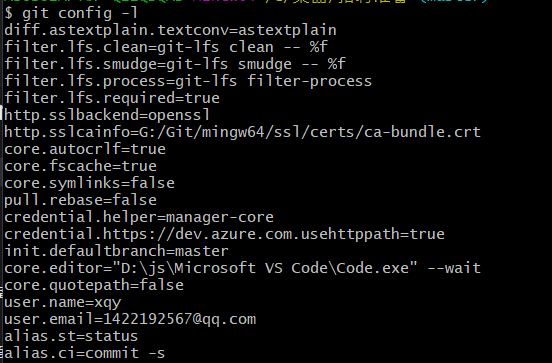 $ git config -l
diff.astextplain.textconv=astextplain
filter.lfs.clean=git-lfs clean -- %f
filter.lfs.smudge=git-lfs smudge -- %f
filter.lfs.process=git-lfs filter-process
filter.lfs.required=true
http.sslbackend=openssl
http.sslcainfo=G:/Git/mingw64/ssl/certs/ca-bundle.crt
core.autocrlf=true
core.fscache=true
core.symlinks=false
pull.rebase=false
credential.helper=manager-core
credential.https://dev.azure.com.usehttppath=true
init.defaultbranch=master
core.editor="D:\js\Microsoft VS Code\Code.exe" --wait
core.quotepath=false
user.name=xqy
user.email=1422192567@qq.com
alias.st=status
alias.ci=commit -s